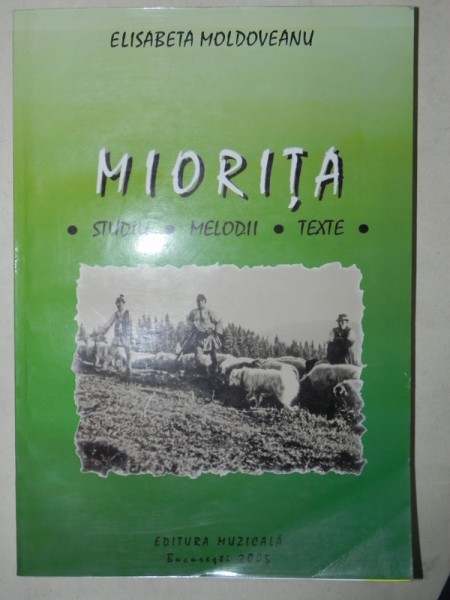 ELISABETA MOLDOVEANU
MIORIȚA
• STUDIU • MELODII • TEXTE •
EDITURA MUZICALĂ
București 2005